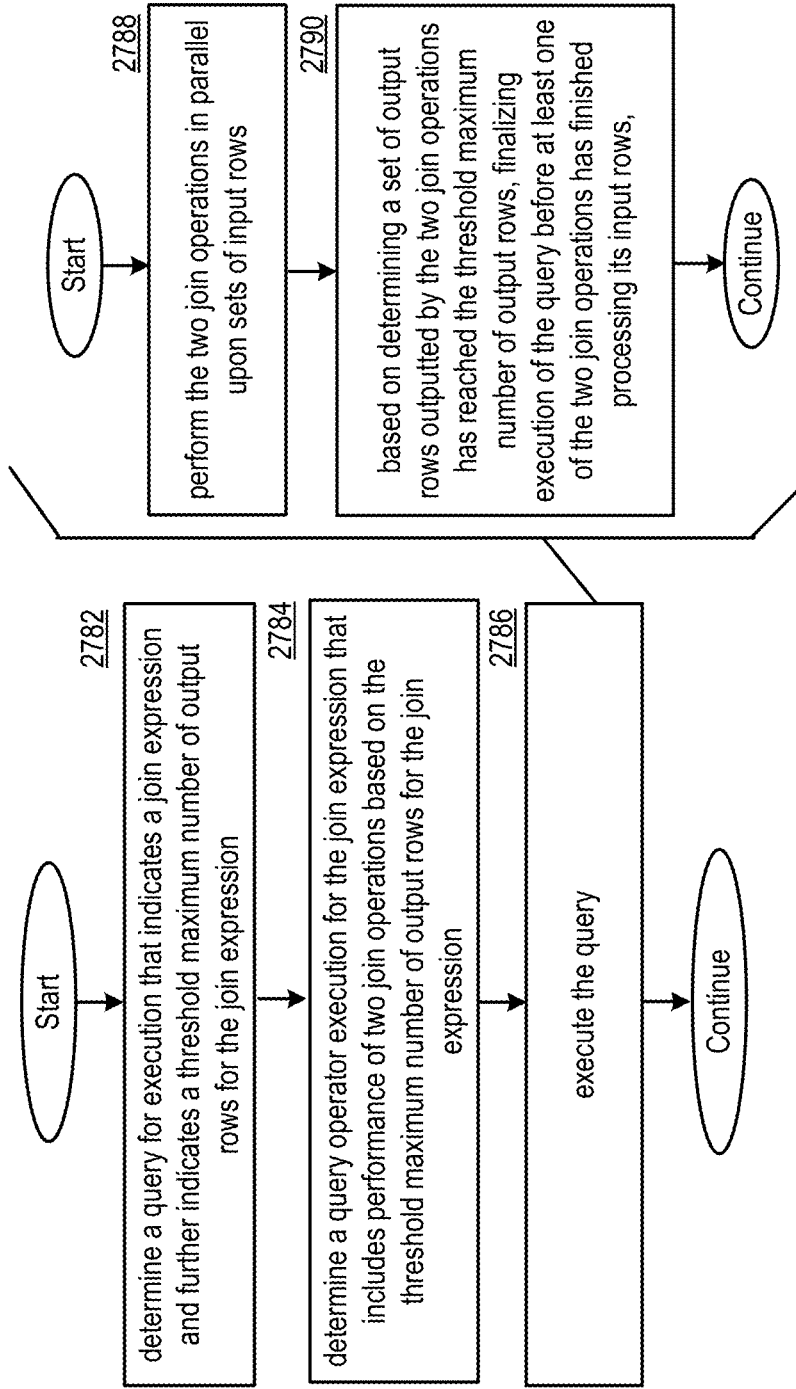 Start
2782
determine a query for execution that indicates a join expression
and further indicates a threshold maximum number of output
rows for the join expression
2784
determine a query operator execution for the join expression that
includes performance of two join operations based on the
threshold maximum number of output rows for the join
expression
2786
execute the query
Continue
Start
2788
perform the two join operations in parallel
upon sets of input rows
2790
based on determining a set of output
rows outputted by the two join operations
has reached the threshold maximum
number of output rows, finalizing
execution of the query before at least one
of the two join operations has finished
processing its input rows,
Continue